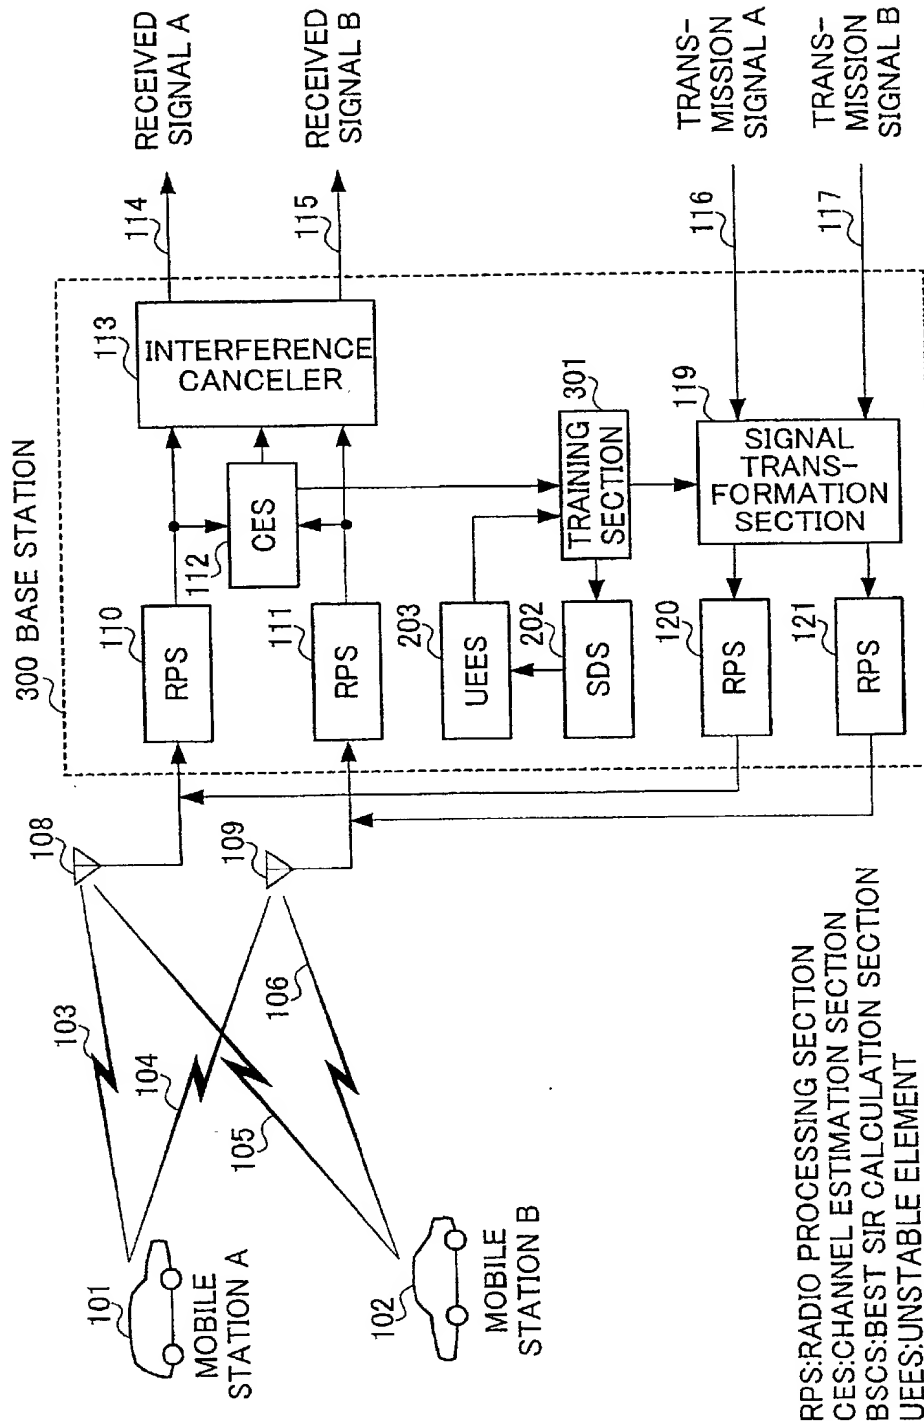 300 BASE STATION
101
MOBILE
STATION A
102
MOBILE
STATION B
103
104
105
106
108
109
110
RPS
111
RPS
112
CES
113
INTERFERENCE
CANCELER
114
RECEIVED
SIGNAL A
115
RECEIVED
SIGNAL B
203
UEES
202
SDS
301
TRAINING
SECTION
119
SIGNAL
TRANS-
FORMATION
SECTION
120
RPS
121
RPS
116
TRANS-
MISSION
SIGNAL A
117
TRANS-
MISSION
SIGNAL B
RPS:RADIO PROCESSING SECTION
CES:CHANNEL ESTIMATION SECTION
BSCS:BEST SIR CALCULATION SECTION
UEES:UNSTABLE ELEMENT